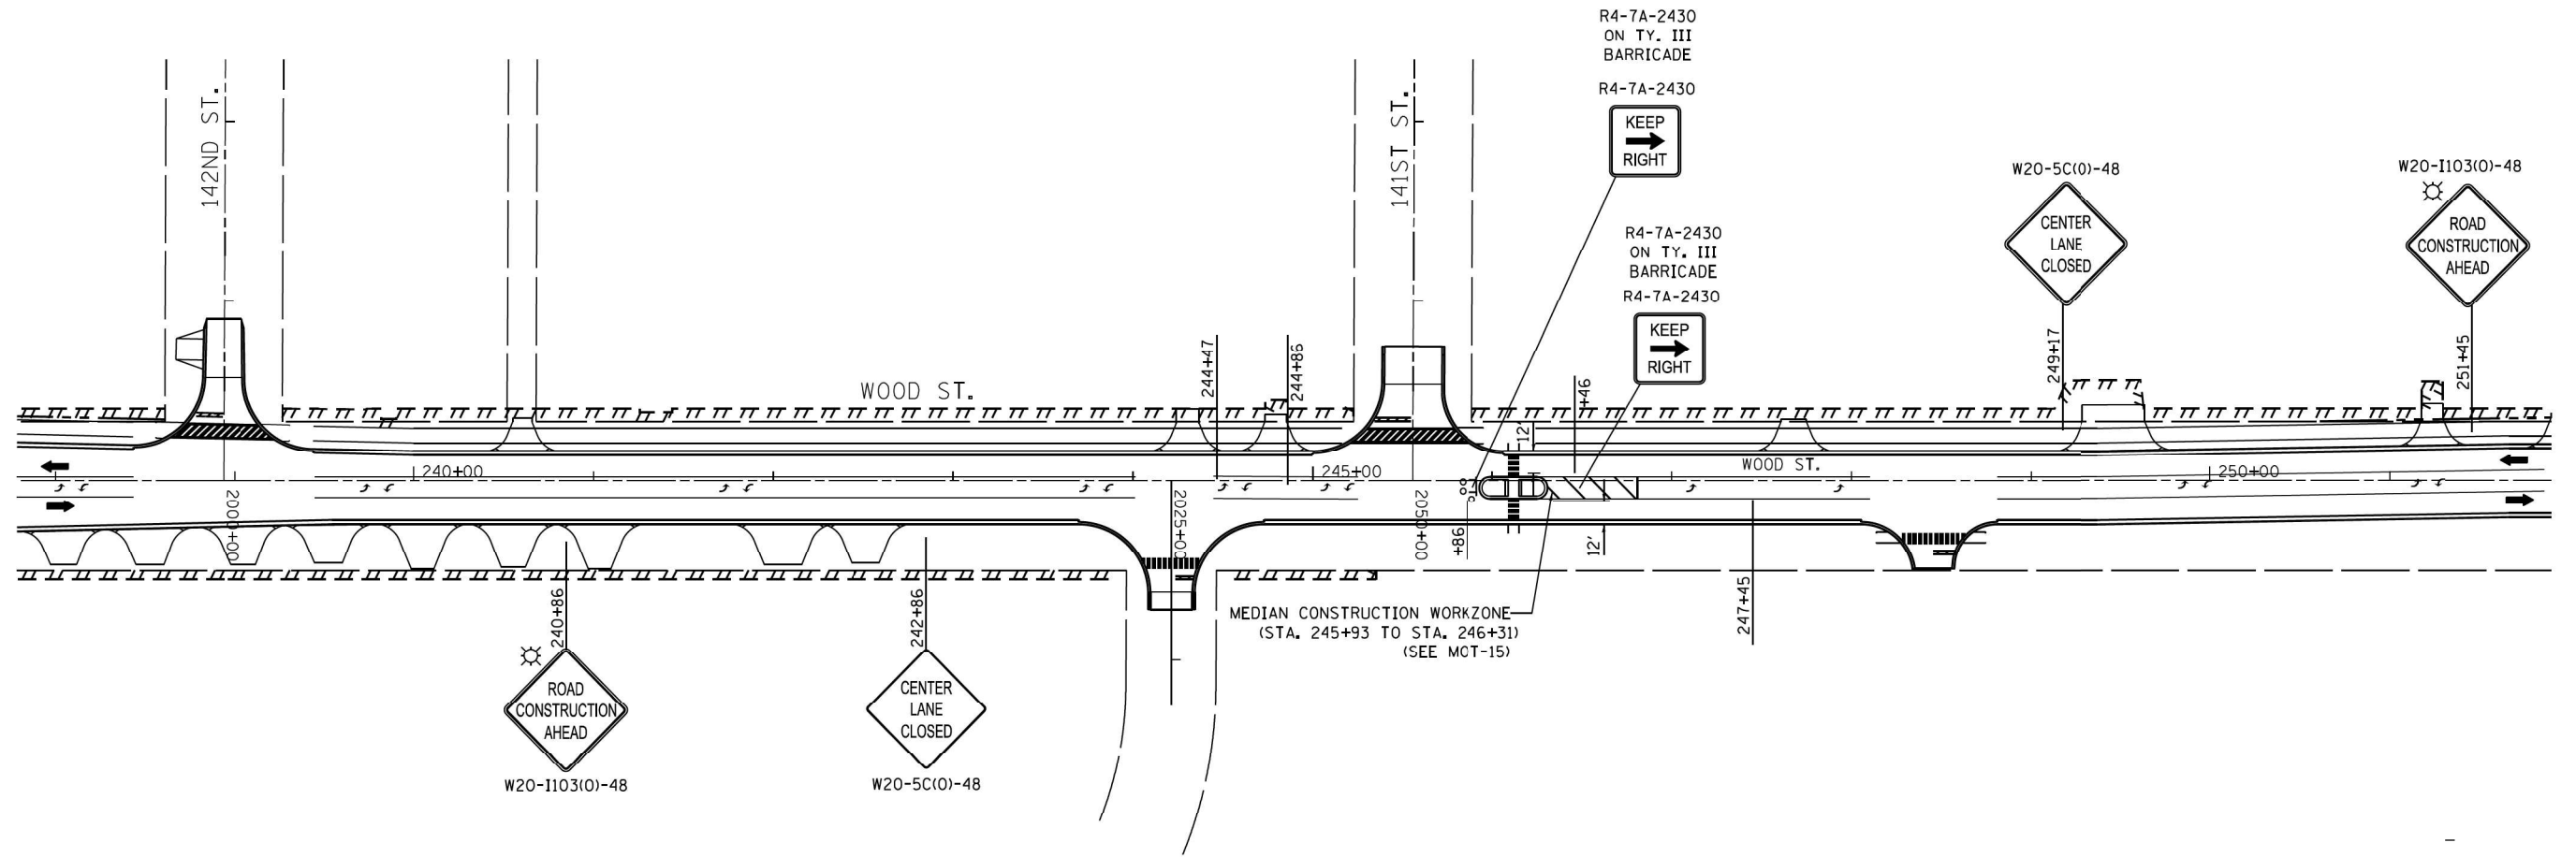 R4-7A-2430
ON TY. III
BARRICADE
R4-7A-2430
KEEP
RIGHT
R4-7A-2430
ON TY. III
BARRICADE
R4-7A-2430
KEEP
RIGHT
W20-5C(O)-48
CENTER
LANE
CLOSED
W20-I103(O)-48
ROAD
CONSTRUCTION
AHEAD
142ND ST.
141ST ST.
WOOD ST.
244+47
244+86
+46
249+17
251+45
12'
240+00
245+00
WOOD ST.
250+00
2000+00
2025+00
2050+00
+86
12'
240+86
242+86
247+45
MEDIAN CONSTRUCTION WORKZONE
(STA. 245+93 TO STA. 246+31)
(SEE MOT-15)
ROAD
CONSTRUCTION
AHEAD
W20-I103(O)-48
CENTER
LANE
CLOSED
W20-5C(O)-48